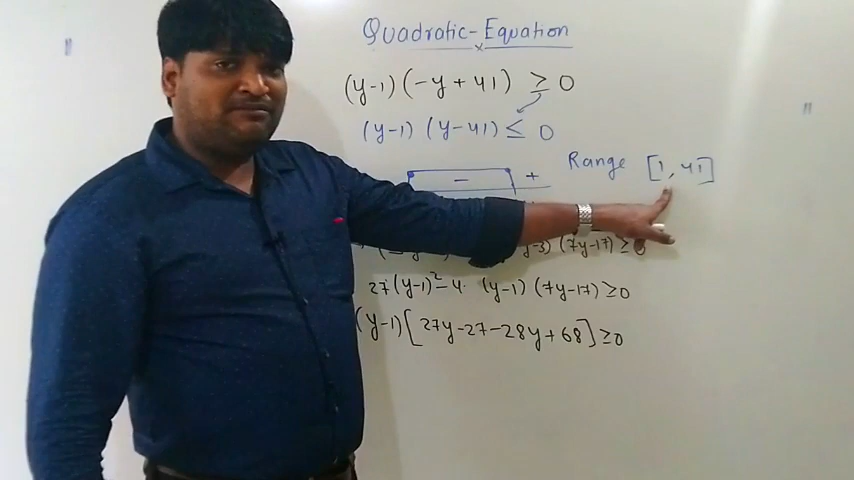 Quadratic-Equation
(y-1) (-y + 41) ≥ 0
(y-1) (y-41) ≤ 0
- + Range [1, 41]
y-3) (7y-17) ≥ 0
27(y-1)²-4. (y-1) (7y-17) ≥ 0
(y-1) [27y-27-28y+68] ≥ 0